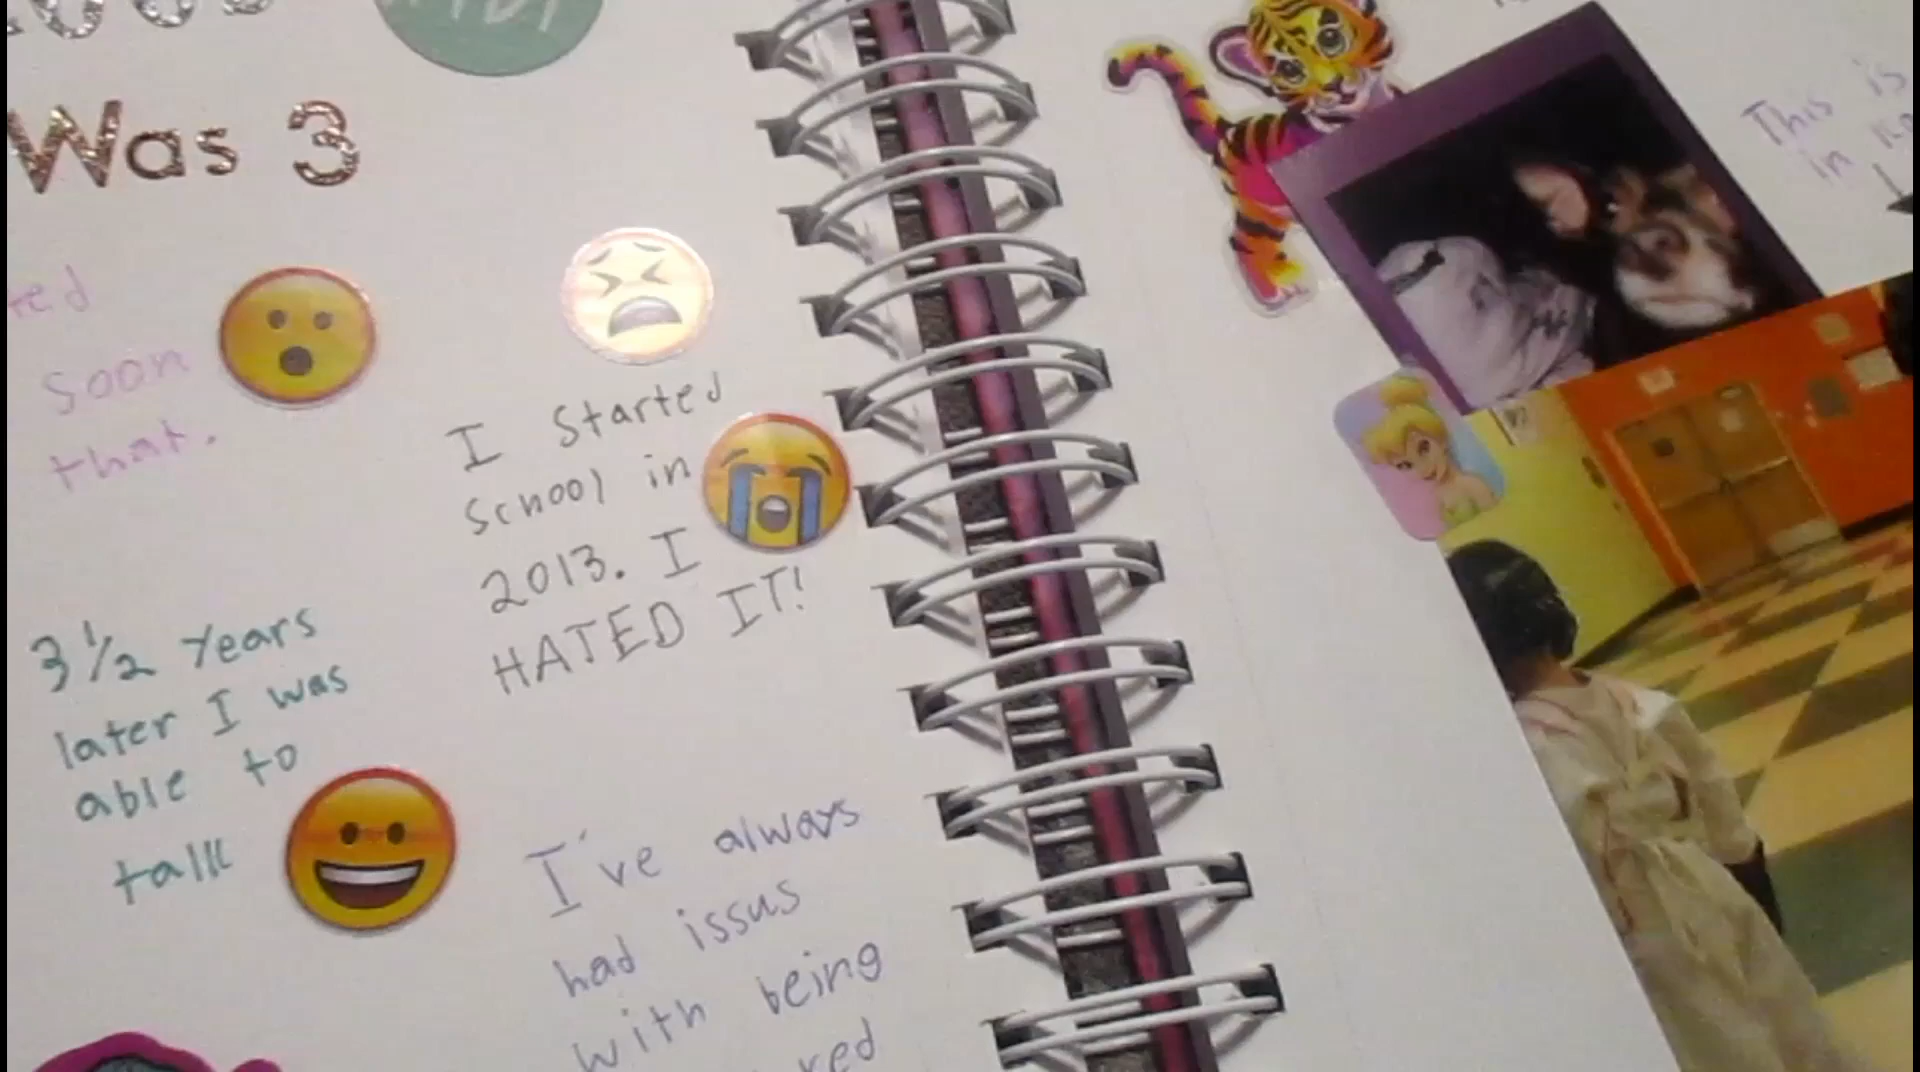 Was 3
Soon
that.
I Started
School in
2013. I
HATED IT!
3 1/2 Years
later I was
able to
talk
I've always
had issus
with being
This is
in